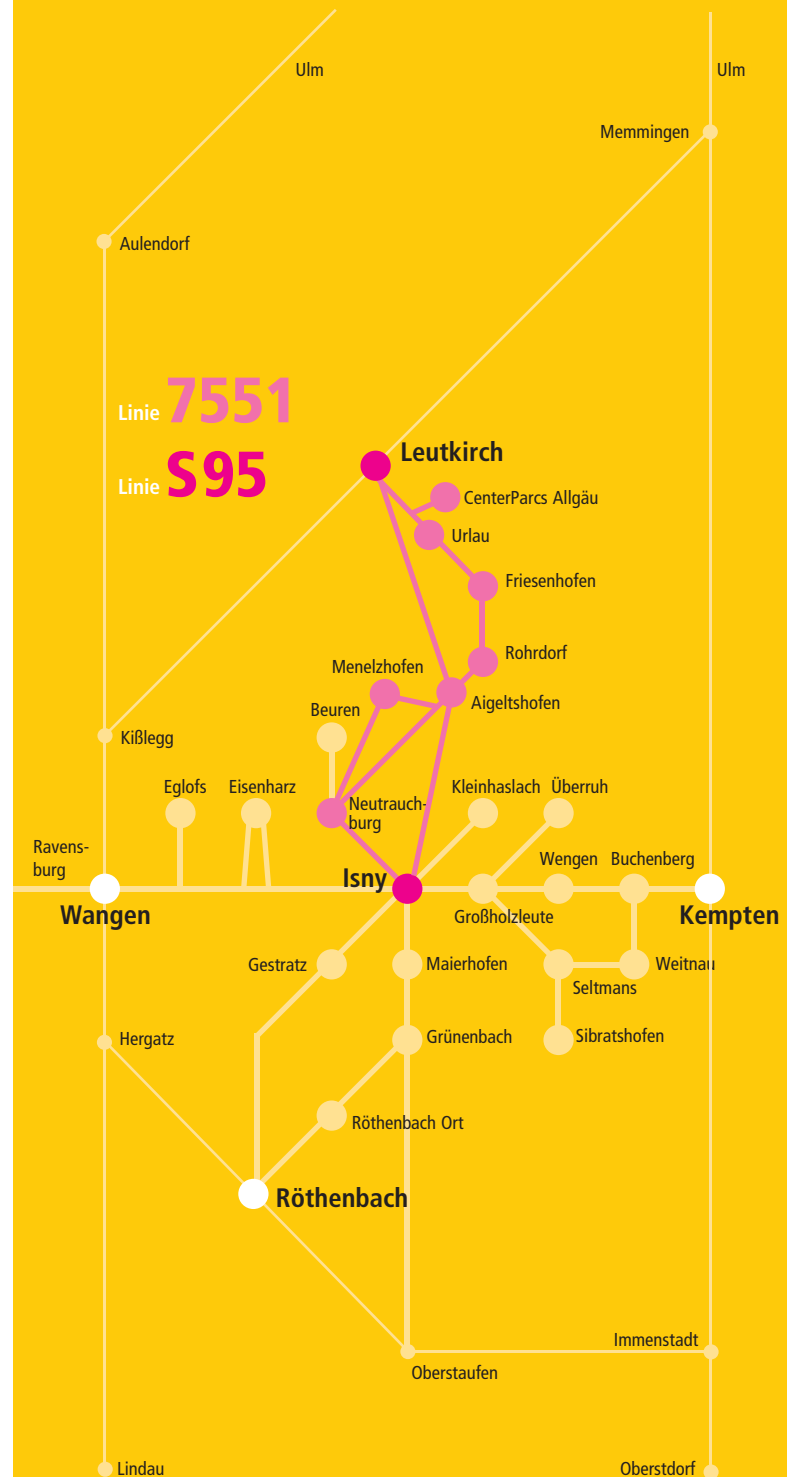 Ulm
Ulm
Memmingen
Aulendorf
Linie 7551
Linie S95
Leutkirch
CenterParcs Allgäu
Urlau
Friesenhofen
Rohrdorf
Menelzhofen
Aigeltshofen
Beuren
Kißlegg
Eglofs
Eisenharz
Neutrauch-
burg
Kleinhaslach
Überruh
Ravens-
burg
Wengen
Buchenberg
Isny
Wangen
Großholzleute
Kempten
Gestratz
Maierhofen
Weitnau
Seltmans
Hergatz
Grünenbach
Sibratshofen
Röthenbach Ort
Röthenbach
Immenstadt
Oberstaufen
Lindau
Oberstdorf